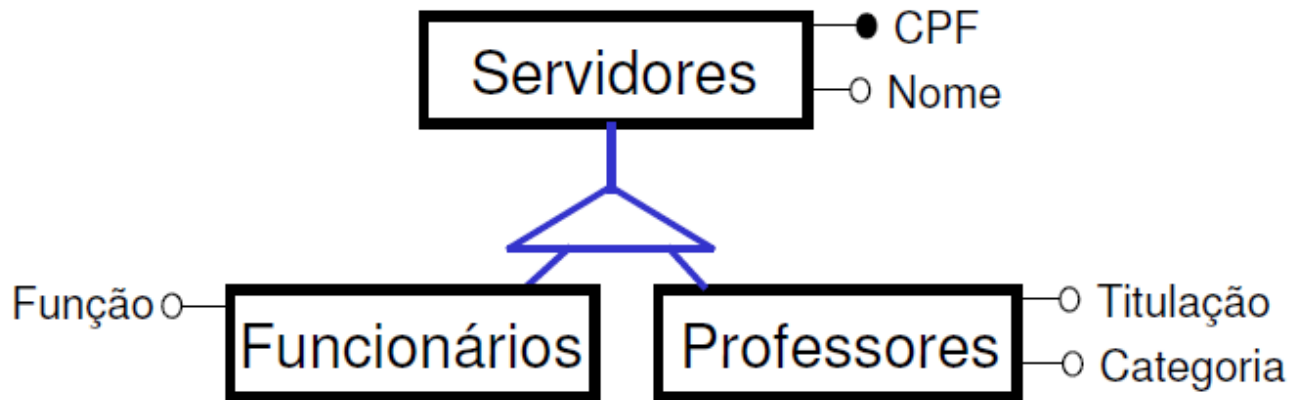 Servidores
CPF
Nome
Função
Funcionários
Professores
Titulação
Categoria